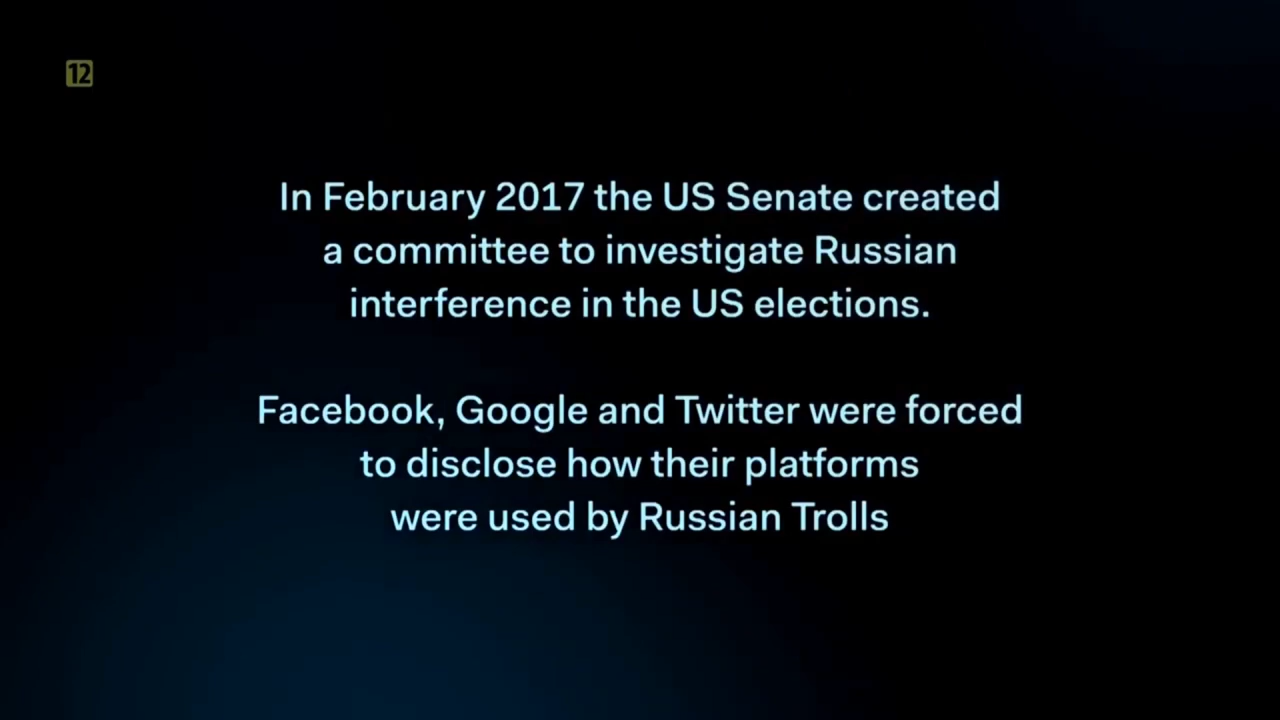 12
In February 2017 the US Senate created
a committee to investigate Russian
interference in the US elections.
Facebook, Google and Twitter were forced
to disclose how their platforms
were used by Russian Trolls